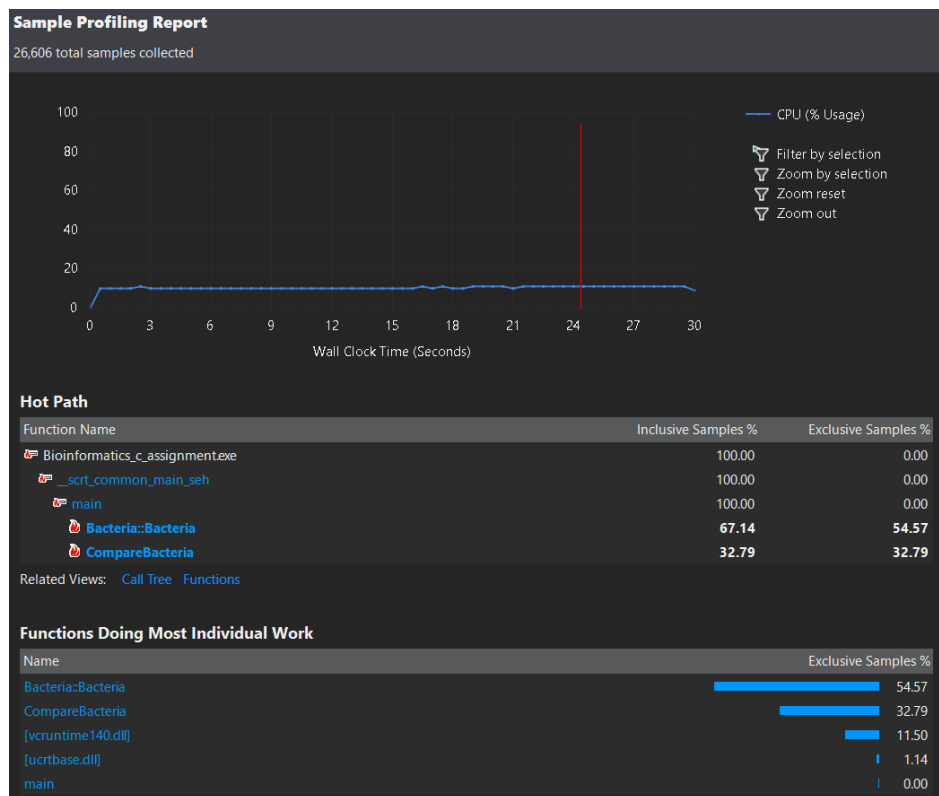 Sample Profiling Report
26,606 total samples collected
100
80
60
40
20
0
0 3 6 9 12 15 18 21 24 27 30
Wall Clock Time (Seconds)
CPU (% Usage)
Filter by selection
Zoom by selection
Zoom reset
Zoom out
Hot Path
Function Name Inclusive Samples % Exclusive Samples %
Bioinformatics_c_assignment.exe 100.00 0.00
__scrt_common_main_seh 100.00 0.00
main 100.00 0.00
Bacteria::Bacteria 67.14 54.57
CompareBacteria 32.79 32.79
Related Views: Call Tree Functions
Functions Doing Most Individual Work
Name Exclusive Samples %
Bacteria::Bacteria 54.57
CompareBacteria 32.79
[vcruntime140.dll] 11.50
[ucrtbase.dll] 1.14
main 0.00